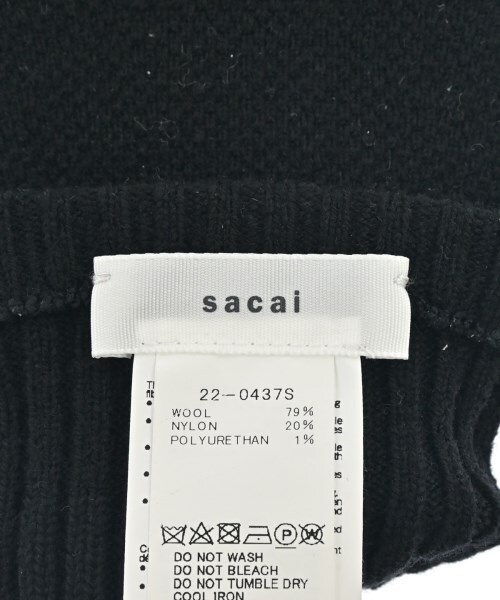 sacai
22-0437S
WOOL 79%
NYLON 20%
POLYURETHAN 1%
P W
DO NOT WASH
DO NOT BLEACH
DO NOT TUMBLE DRY
COOL IRON